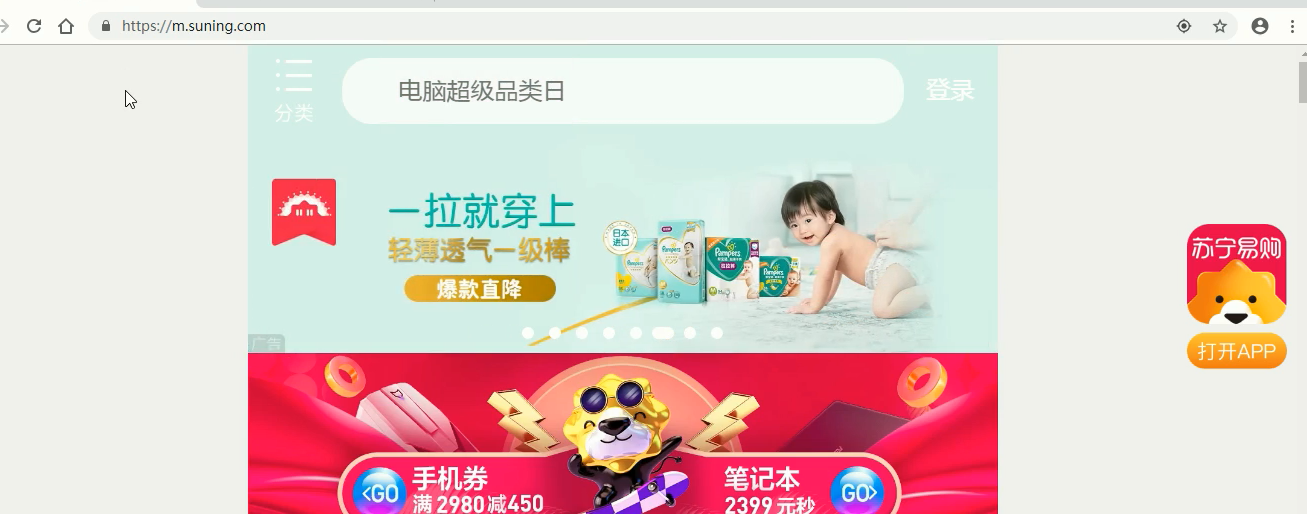 https://m.suning.com
电脑超级品类日
登录
分类
一拉就穿上
轻薄透气一级棒
爆款直降
日本
进口
Pampers
Pampers
Pampers
Pampers
广告
苏宁易购
打开APP
<GO
手机券
满2980减450
笔记本
2399元秒
GO>